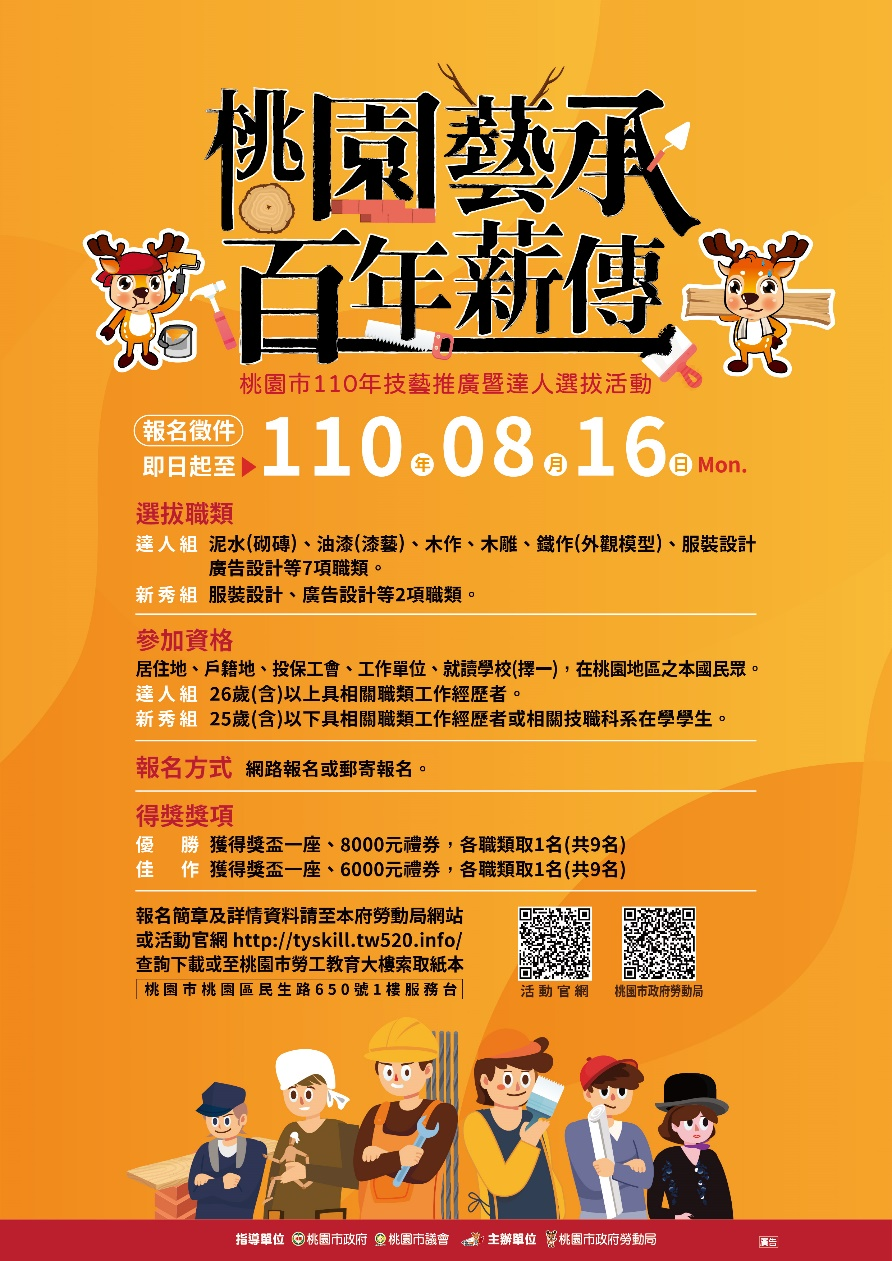 桃園藝承
百年薪傳
桃園市110年技藝推廣暨達人選拔活動
報名徵件
即日起至 110年08月16日 Mon.
選拔職類
達人組 泥水(砌磚)、油漆(漆藝)、木作、木雕、鐵作(外觀模型)、服裝設計
廣告設計等7項職類。
新秀組 服裝設計、廣告設計等2項職類。
參加資格
居住地、戶籍地、投保工會、工作單位、就讀學校(擇一)，在桃園地區之本國民眾。
達人組 26歲(含)以上具相關職類工作經歷者。
新秀組 25歲(含)以下具相關職類工作經歷者或相關技職科系在學學生。
報名方式 網路報名或郵寄報名。
得獎獎項
優勝 獲得獎盃一座、8000元禮券，各職類取1名(共9名)
佳作 獲得獎盃一座、6000元禮券，各職類取1名(共9名)
報名簡章及詳情資料請至本府勞動局網站
或活動官網 http://tyskill.tw520.info/
查詢下載或至桃園市勞工教育大樓索取紙本
桃園市桃園區民生路650號1樓服務台
活動官網 桃園市政府勞動局
指導單位 桃園市政府 桃園市議會 主辦單位 桃園市政府勞動局
廣告